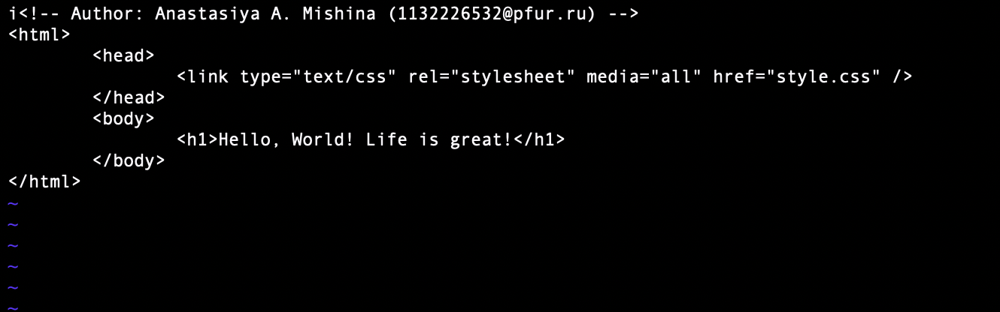 i<!-- Author: Anastasiya A. Mishina (1132226532@pfur.ru) -->
<html>
        <head>
                <link type="text/css" rel="stylesheet" media="all" href="style.css" />
        </head>
        <body>
                <h1>Hello, World! Life is great!</h1>
        </body>
</html>
~
~
~
~
~
~